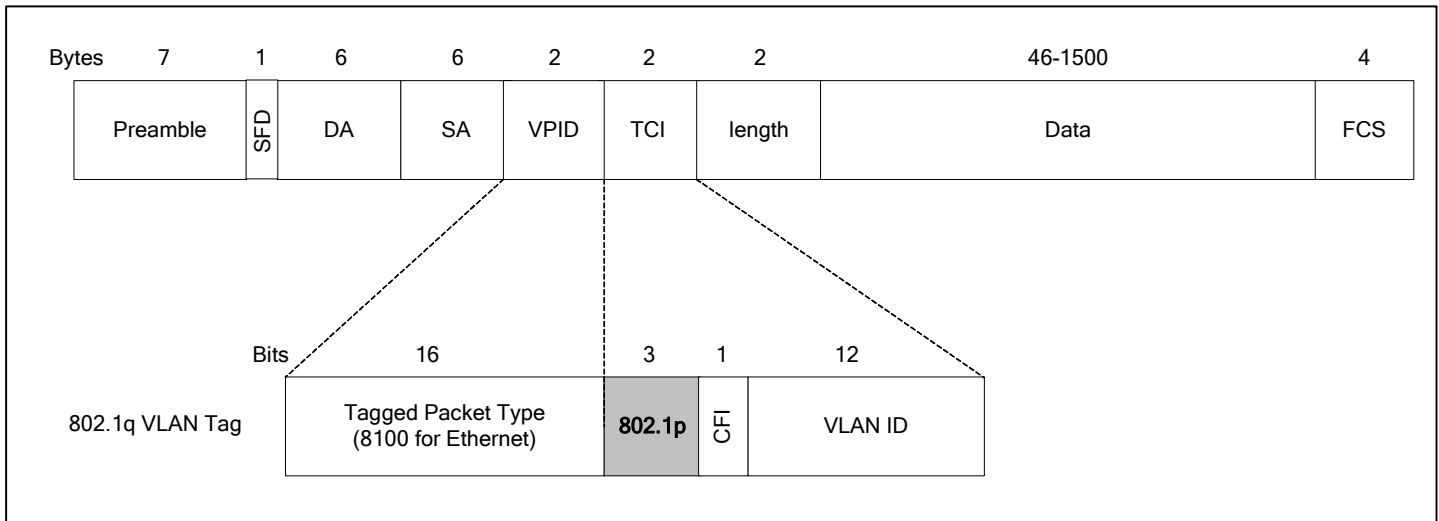 Bytes 7 1 6 6 2 2 2 46-1500 4
Preamble SFD DA SA VPID TCI length Data FCS
Bits 16 3 1 12
802.1q VLAN Tag
Tagged Packet Type
(8100 for Ethernet)
802.1p CFI VLAN ID